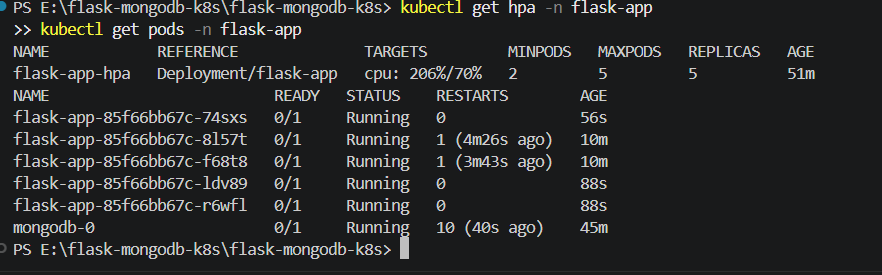 PS E:\flask-mongodb-k8s\flask-mongodb-k8s> kubectl get hpa -n flask-app
>> kubectl get pods -n flask-app
NAME REFERENCE TARGETS MINPODS MAXPODS REPLICAS AGE
flask-app-hpa Deployment/flask-app cpu: 206%/70% 2 5 5 51m
NAME READY STATUS RESTARTS AGE
flask-app-85f66bb67c-74sxs 0/1 Running 0 56s
flask-app-85f66bb67c-8l57t 0/1 Running 1 (4m26s ago) 10m
flask-app-85f66bb67c-f68t8 0/1 Running 1 (3m43s ago) 10m
flask-app-85f66bb67c-ldv89 0/1 Running 0 88s
flask-app-85f66bb67c-r6wfl 0/1 Running 0 88s
mongodb-0 0/1 Running 10 (40s ago) 45m
PS E:\flask-mongodb-k8s\flask-mongodb-k8s>